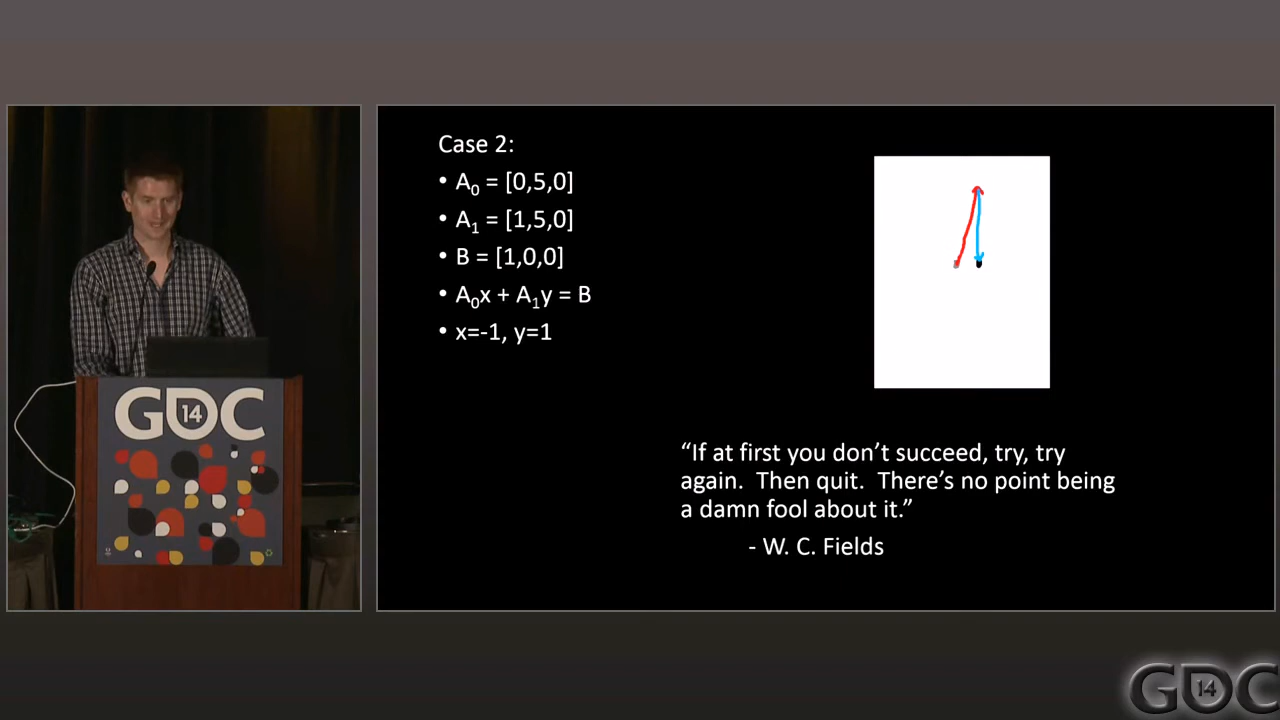 Case 2:
• A₀ = [0,5,0]
• A₁ = [1,5,0]
• B = [1,0,0]
• A₀x + A₁y = B
• x=-1, y=1
“If at first you don’t succeed, try, try
again. Then quit. There’s no point being
a damn fool about it.”
- W. C. Fields
GDC
14
GDC
14